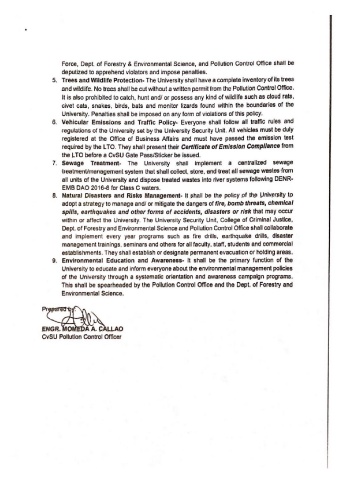 Force, Dept. of Forestry & Environmental Science, and Pollution Control Office shall be
deputized to apprehend violators and impose penalties.
5. Trees and Wildlife Protection- The University shall have a complete inventory of its trees
and wildlife. No trees shall be cut without a written permit from the Pollution Control Office.
It is also prohibited to catch, hunt and/ or possess any kind of wildlife such as cloud rats,
civet cats, snakes, birds, bats and monitor lizards found within the boundaries of the
University. Penalties shall be imposed on any form of violations of this policy.
6. Vehicular Emissions and Traffic Policy- Everyone shall follow all traffic rules and
regulations of the University set by the University Security Unit. All vehicles must be duly
registered at the Office of Business Affairs and must have passed the emission test
required by the LTO. They shall present their Certificate of Emission Compliance from
the LTO before a CvSU Gate Pass/Sticker be issued.
7. Sewage Treatment- The University shall implement a centralized sewage
treatment/management system that shall collect, store, and treat all sewage wastes from
all units of the University and dispose treated wastes into river systems following DENR-
EMB DAO 2016-8 for Class C waters.
8. Natural Disasters and Risks Management- It shall be the policy of the University to
adopt a strategy to manage and/ or mitigate the dangers of fire, bomb threats, chemical
spills, earthquakes and other forms of accidents, disasters or risk that may occur
within or affect the University. The University Security Unit, College of Criminal Justice,
Dept. of Forestry and Environmental Science and Pollution Control Office shall collaborate
and implement every year programs such as fire drills, earthquake drills, disaster
management trainings, seminars and others for all faculty, staff, students and commercial
establishments. They shall establish or designate permanent evacuation or holding areas.
9. Environmental Education and Awareness- It shall be the primary function of the
University to educate and inform everyone about the environmental management policies
of the University through a systematic orientation and awareness campaign programs.
This shall be spearheaded by the Pollution Control Office and the Dept. of Forestry and
Environmental Science.
Prepared by:
ENGR. MOMEDA A. CALLAO
CvSU Pollution Control Officer